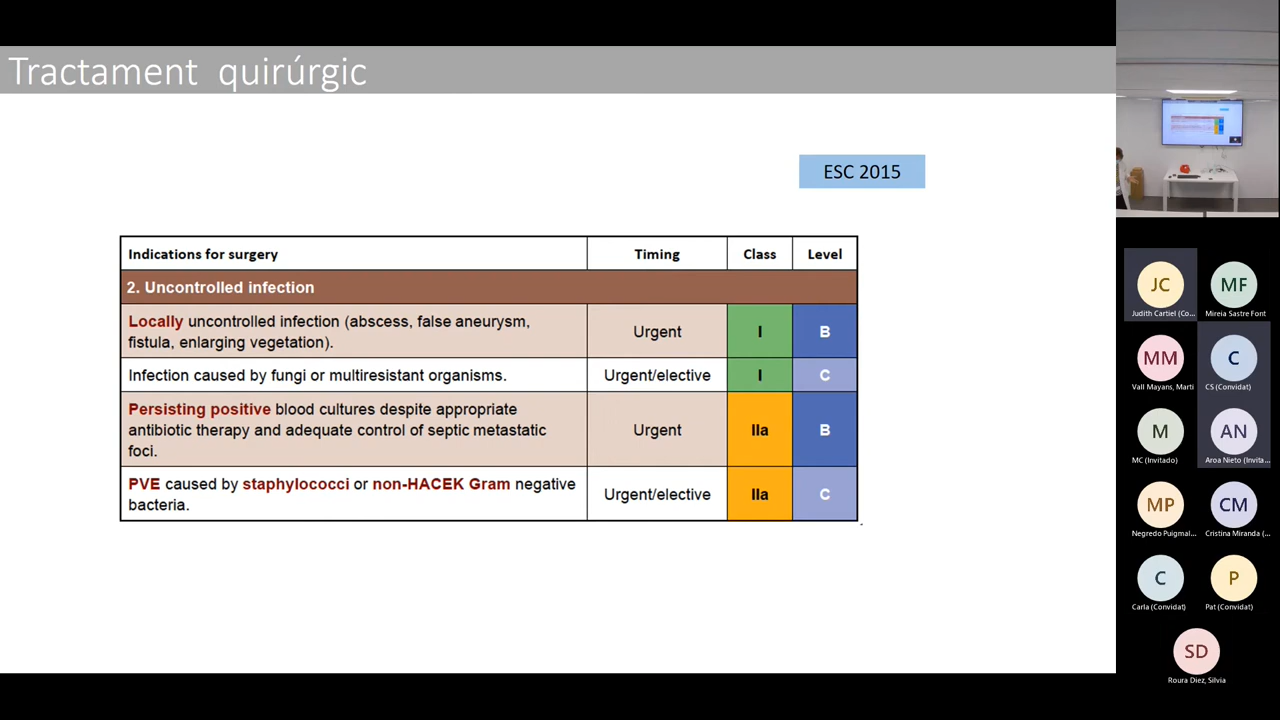 Tractament quirúrgic
ESC 2015
Indications for surgery Timing Class Level
2. Uncontrolled infection
Locally uncontrolled infection (abscess, false aneurysm,
fistula, enlarging vegetation).
Urgent I B
Infection caused by fungi or multiresistant organisms. Urgent/elective I C
Persisting positive blood cultures despite appropriate
antibiotic therapy and adequate control of septic metastatic
foci.
Urgent IIa B
PVE caused by staphylococci or non-HACEK Gram negative
bacteria.
Urgent/elective IIa C
JC
Judith Cartiel (Co...
MF
Mireia Sastre Font
MM
Vall Mayans, Marti
C
CS (Convidat)
M
MC (Invitado)
AN
Aroa Nieto (Invita...
MP
Negredo Puigmal...
CM
Cristina Miranda (...
C
Carla (Convidat)
P
Pat (Convidat)
SD
Roura Diez, Silvia